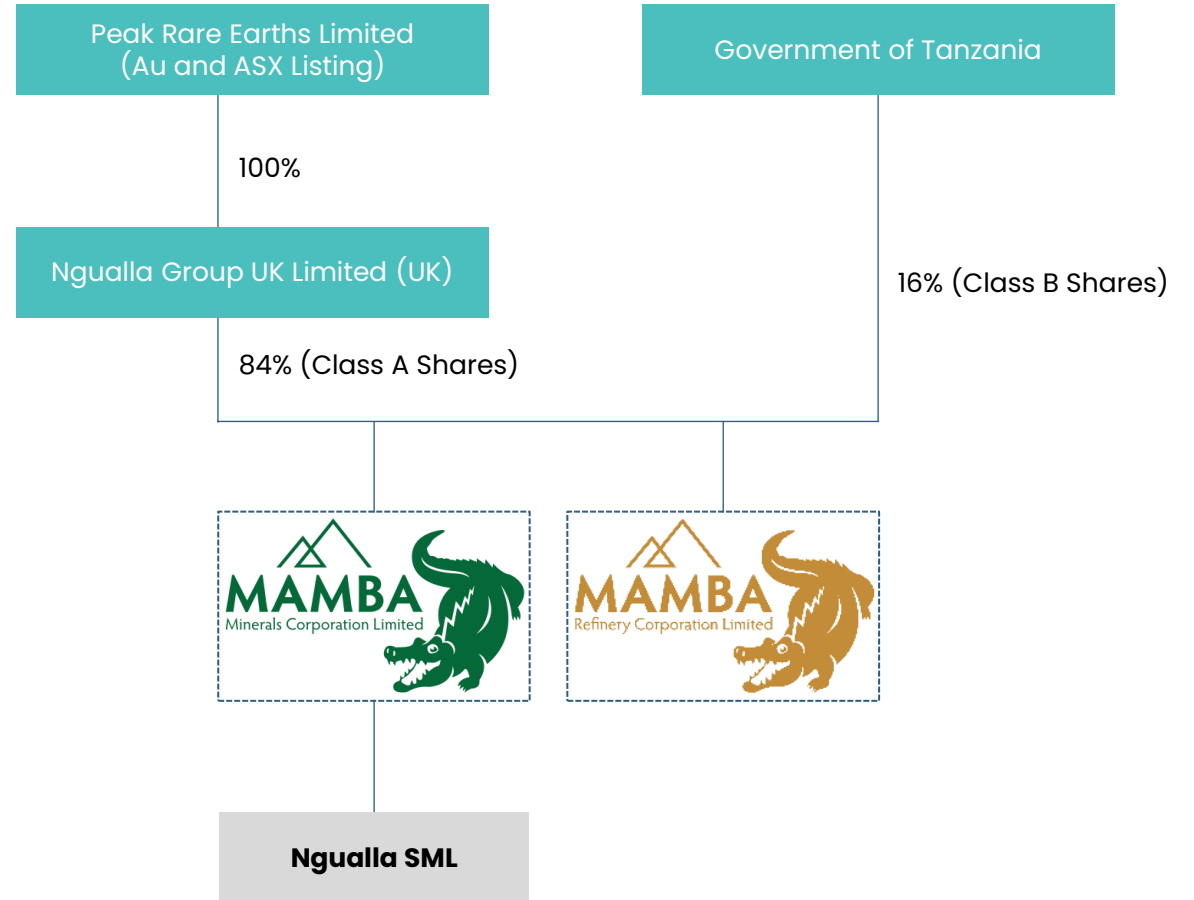 Peak Rare Earths Limited
(Au and ASX Listing)
Government of Tanzania
100%
Ngualla Group UK Limited (UK)
16% (Class B Shares)
84% (Class A Shares)
MAMBA
Minerals Corporation Limited
MAMBA
Refinery Corporation Limited
Ngualla SML